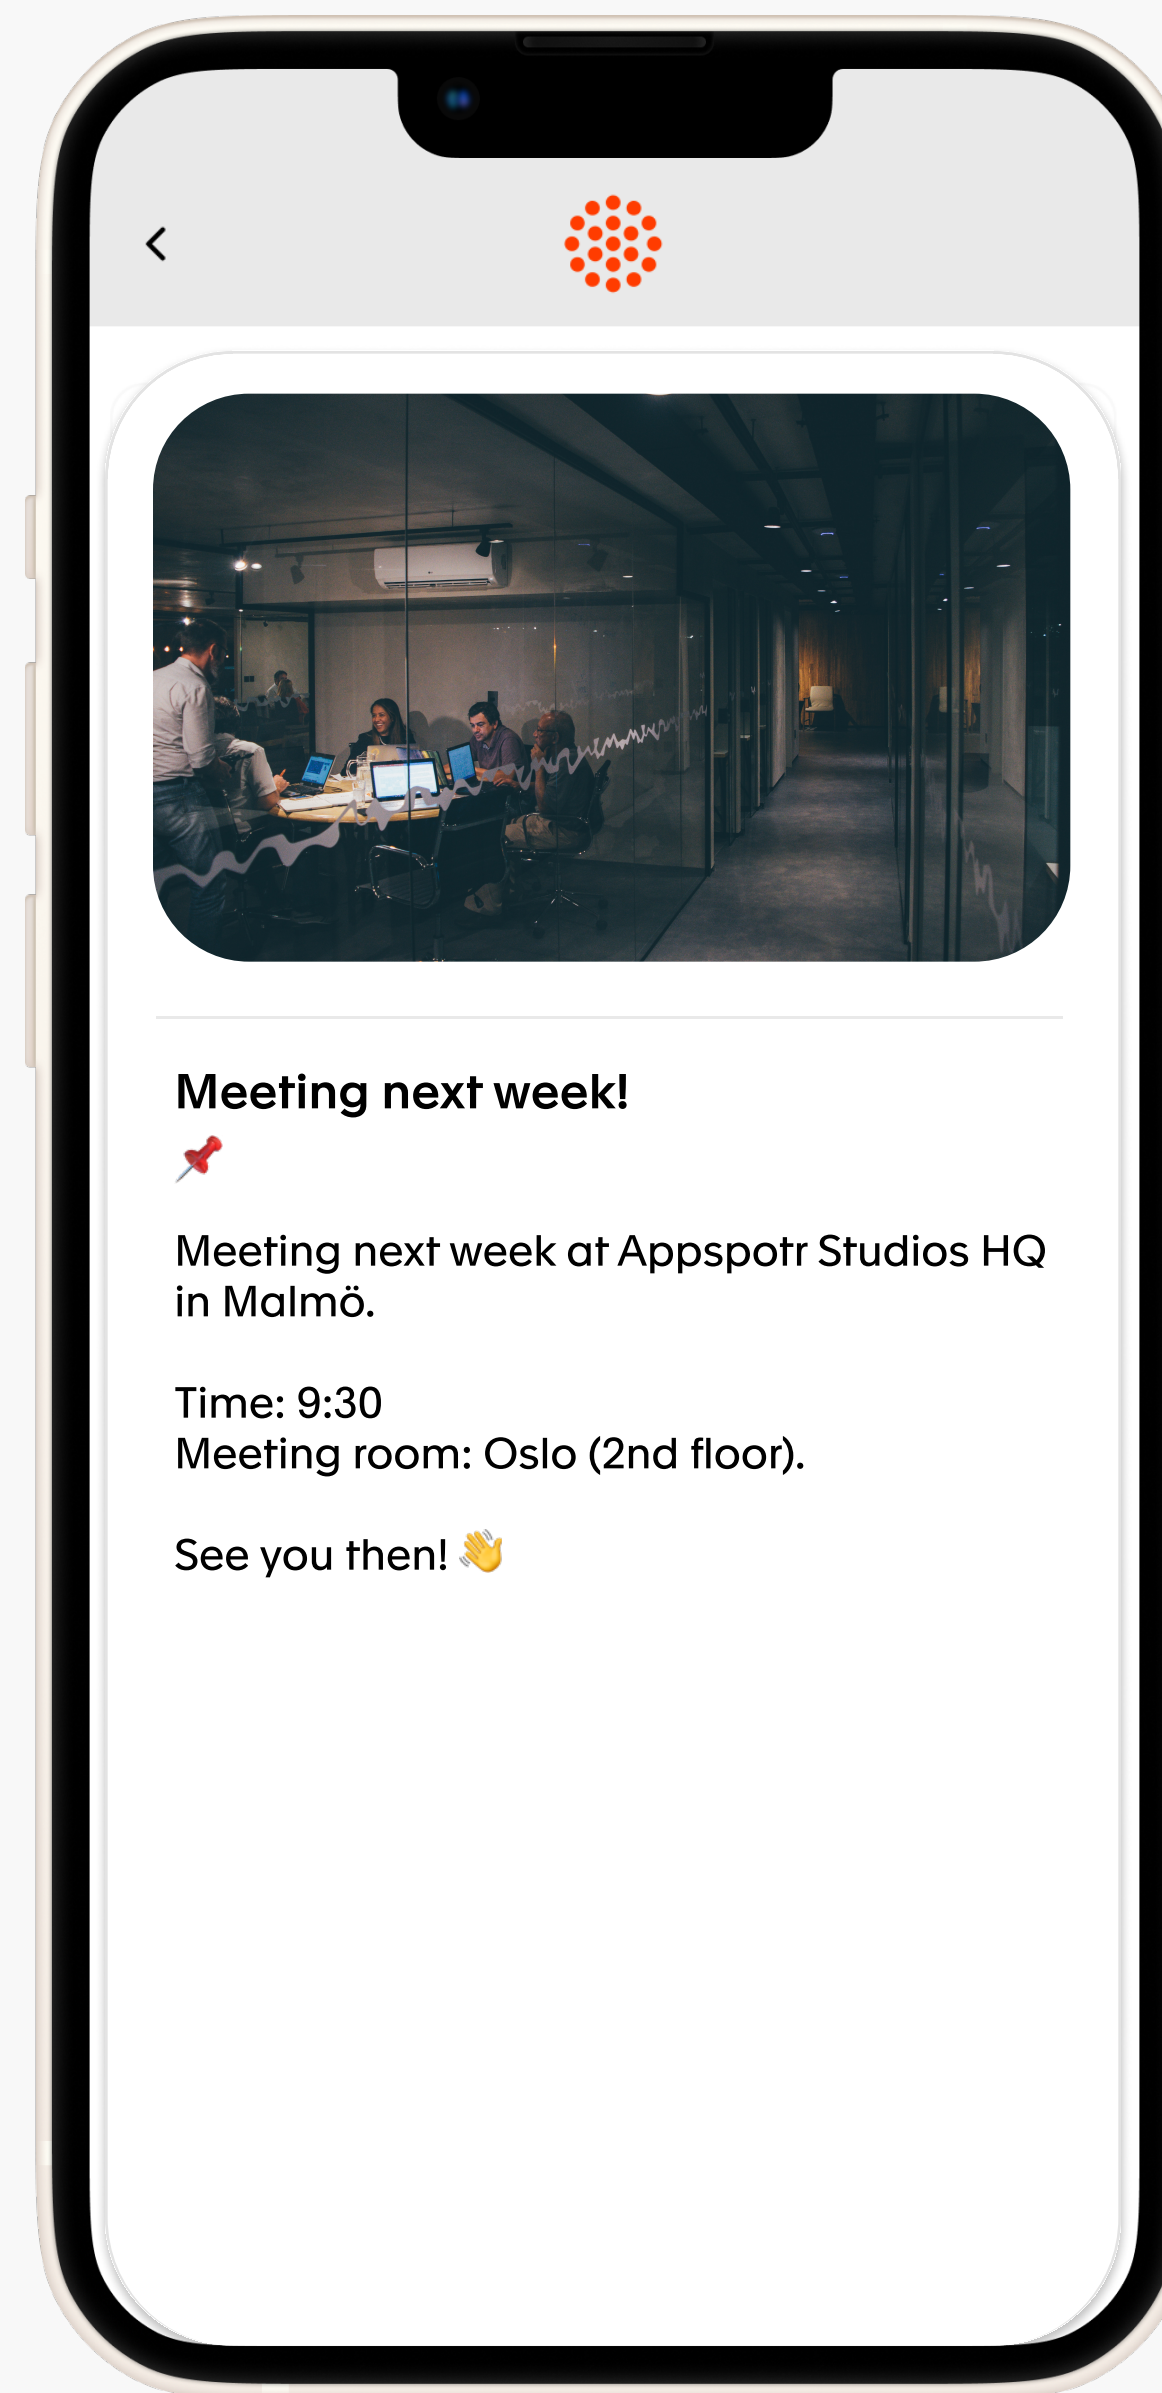 Meeting next week!
📌
Meeting next week at Appspotr Studios HQ
in Malmö.
Time: 9:30
Meeting room: Oslo (2nd floor).
See you then! 👋